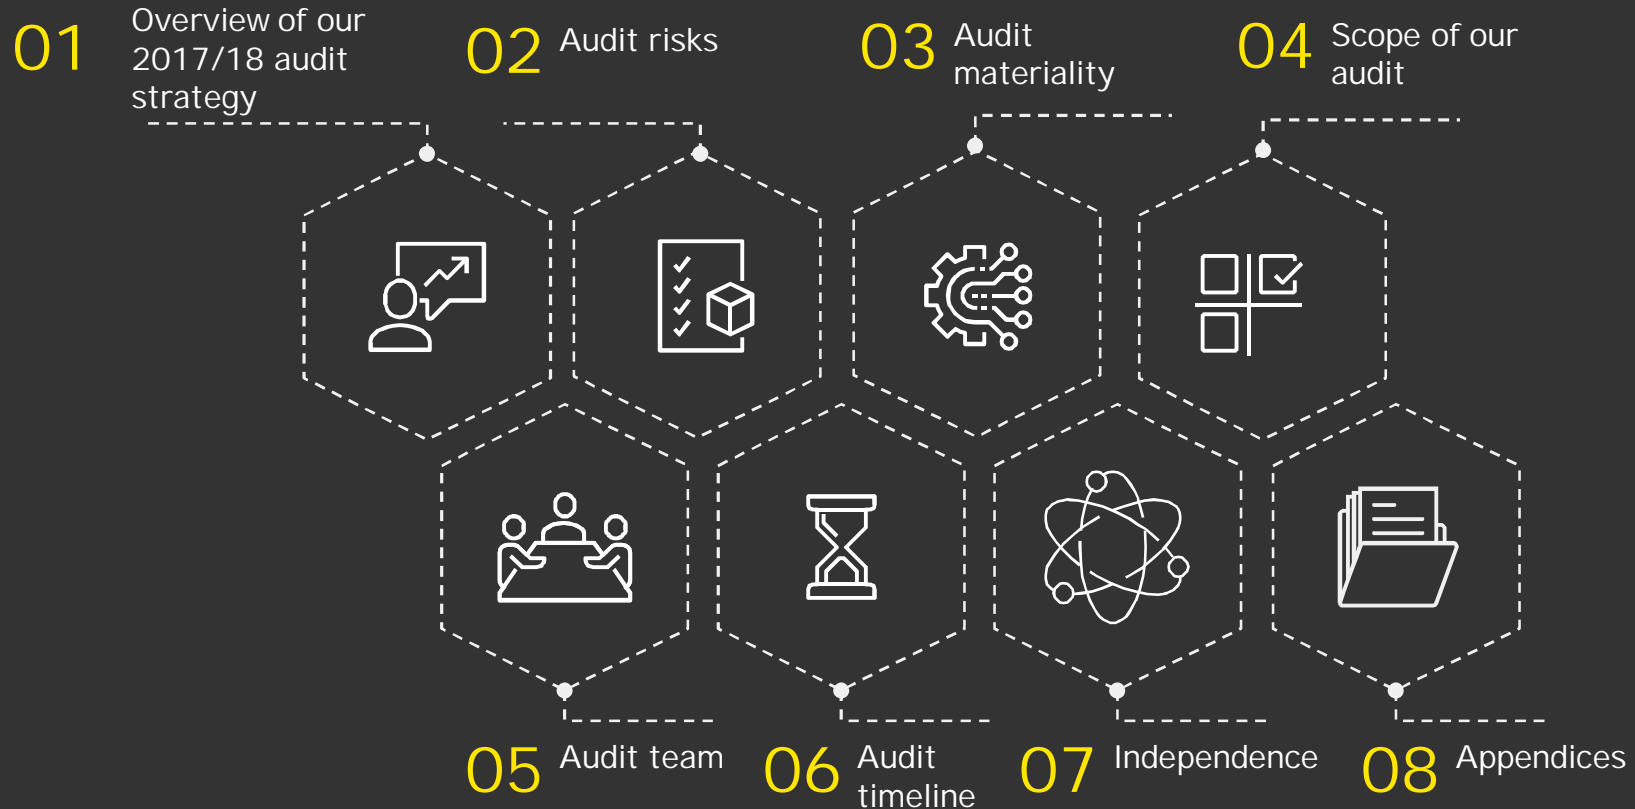 01
Overview of our
2017/18 audit
strategy
02
Audit risks
03
Audit
materiality
04
Scope of our
audit
05
Audit team
06
Audit
timeline
07
Independence
08
Appendices